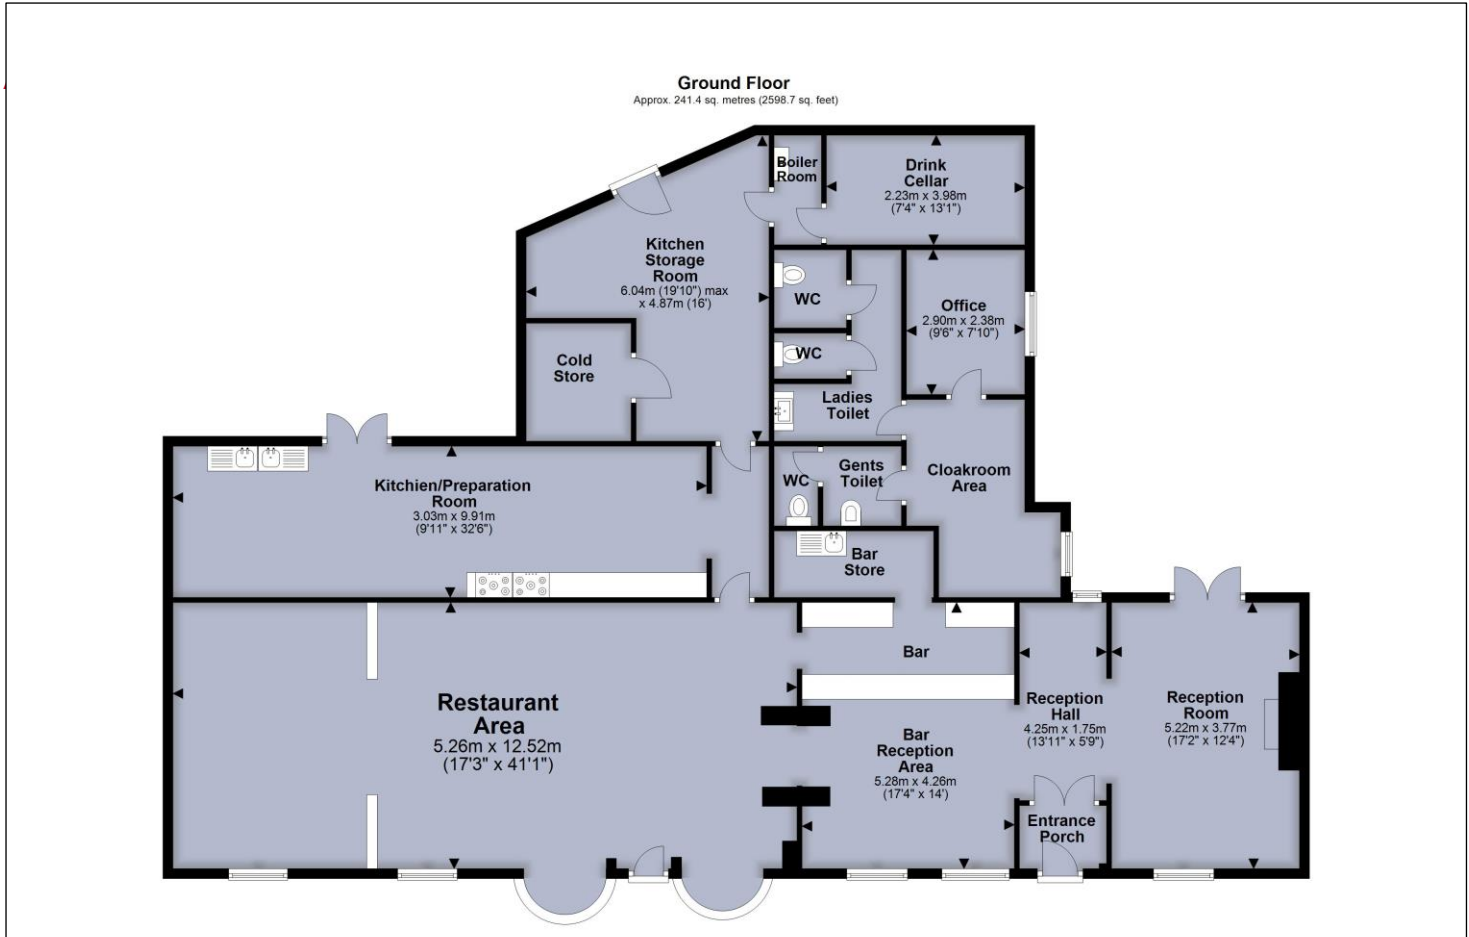 Ground Floor
Approx. 241.4 sq. metres (2598.7 sq. feet)
Boiler
Room
Drink
Cellar
2.23m x 3.98m
(7'4" x 13'1")
Kitchen
Storage
Room
6.04m (19'10") max
x 4.87m (16')
WC
Office
2.90m x 2.38m
(9'6" x 7'10")
Cold
Store
WC
Ladies
Toilet
Kitchien/Preparation
Room
3.03m x 9.91m
(9'11" x 32'6")
WC
Gents
Toilet
Cloakroom
Area
Bar
Store
Bar
Restaurant
Area
5.26m x 12.52m
(17'3" x 41'1")
Bar
Reception
Area
5.28m x 4.26m
(17'4" x 14')
Reception
Hall
4.25m x 1.75m
(13'11" x 5'9")
Reception
Room
5.22m x 3.77m
(17'2" x 12'4")
Entrance
Porch